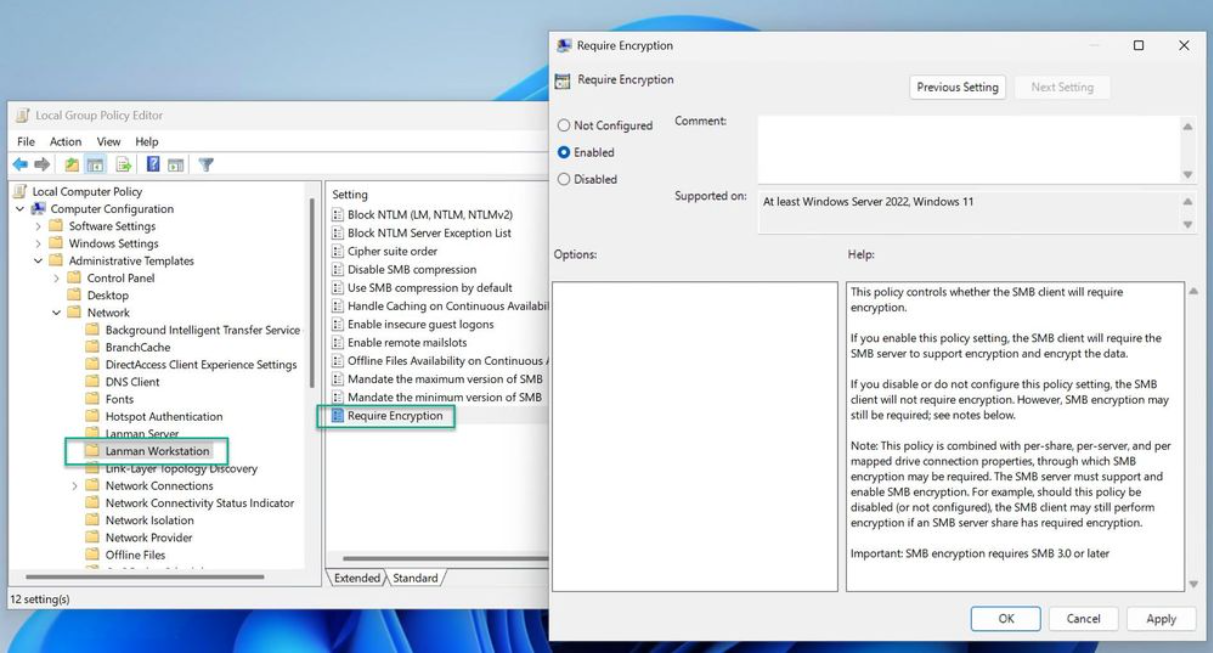 Local Group Policy Editor
File Action View Help
Local Computer Policy
Computer Configuration
Software Settings
Windows Settings
Administrative Templates
Control Panel
Desktop
Network
Background Intelligent Transfer Service
BranchCache
DirectAccess Client Experience Settings
DNS Client
Fonts
Hotspot Authentication
Lanman Server
Lanman Workstation
Link-Layer Topology Discovery
Network Connections
Network Connectivity Status Indicator
Network Isolation
Network Provider
Offline Files
12 setting(s)
Setting
Block NTLM (LM, NTLM, NTLMv2)
Block NTLM Server Exception List
Cipher suite order
Disable SMB compression
Use SMB compression by default
Handle Caching on Continuous Availabil
Enable insecure guest logons
Enable remote mailslots
Offline Files Availability on Continuous A
Mandate the maximum version of SMB
Mandate the minimum version of SMB
Require Encryption
Extended Standard
Require Encryption
Require Encryption
Previous Setting Next Setting
Not Configured
Enabled
Disabled
Comment:
Supported on:
At least Windows Server 2022, Windows 11
Options:
Help:
This policy controls whether the SMB client will require
encryption.
If you enable this policy setting, the SMB client will require the
SMB server to support encryption and encrypt the data.
If you disable or do not configure this policy setting, the SMB
client will not require encryption. However, SMB encryption may
still be required; see notes below.
Note: This policy is combined with per-share, per-server, and per
mapped drive connection properties, through which SMB
encryption may be required. The SMB server must support and
enable SMB encryption. For example, should this policy be
disabled (or not configured), the SMB client may still perform
encryption if an SMB server share has required encryption.
Important: SMB encryption requires SMB 3.0 or later
OK Cancel Apply